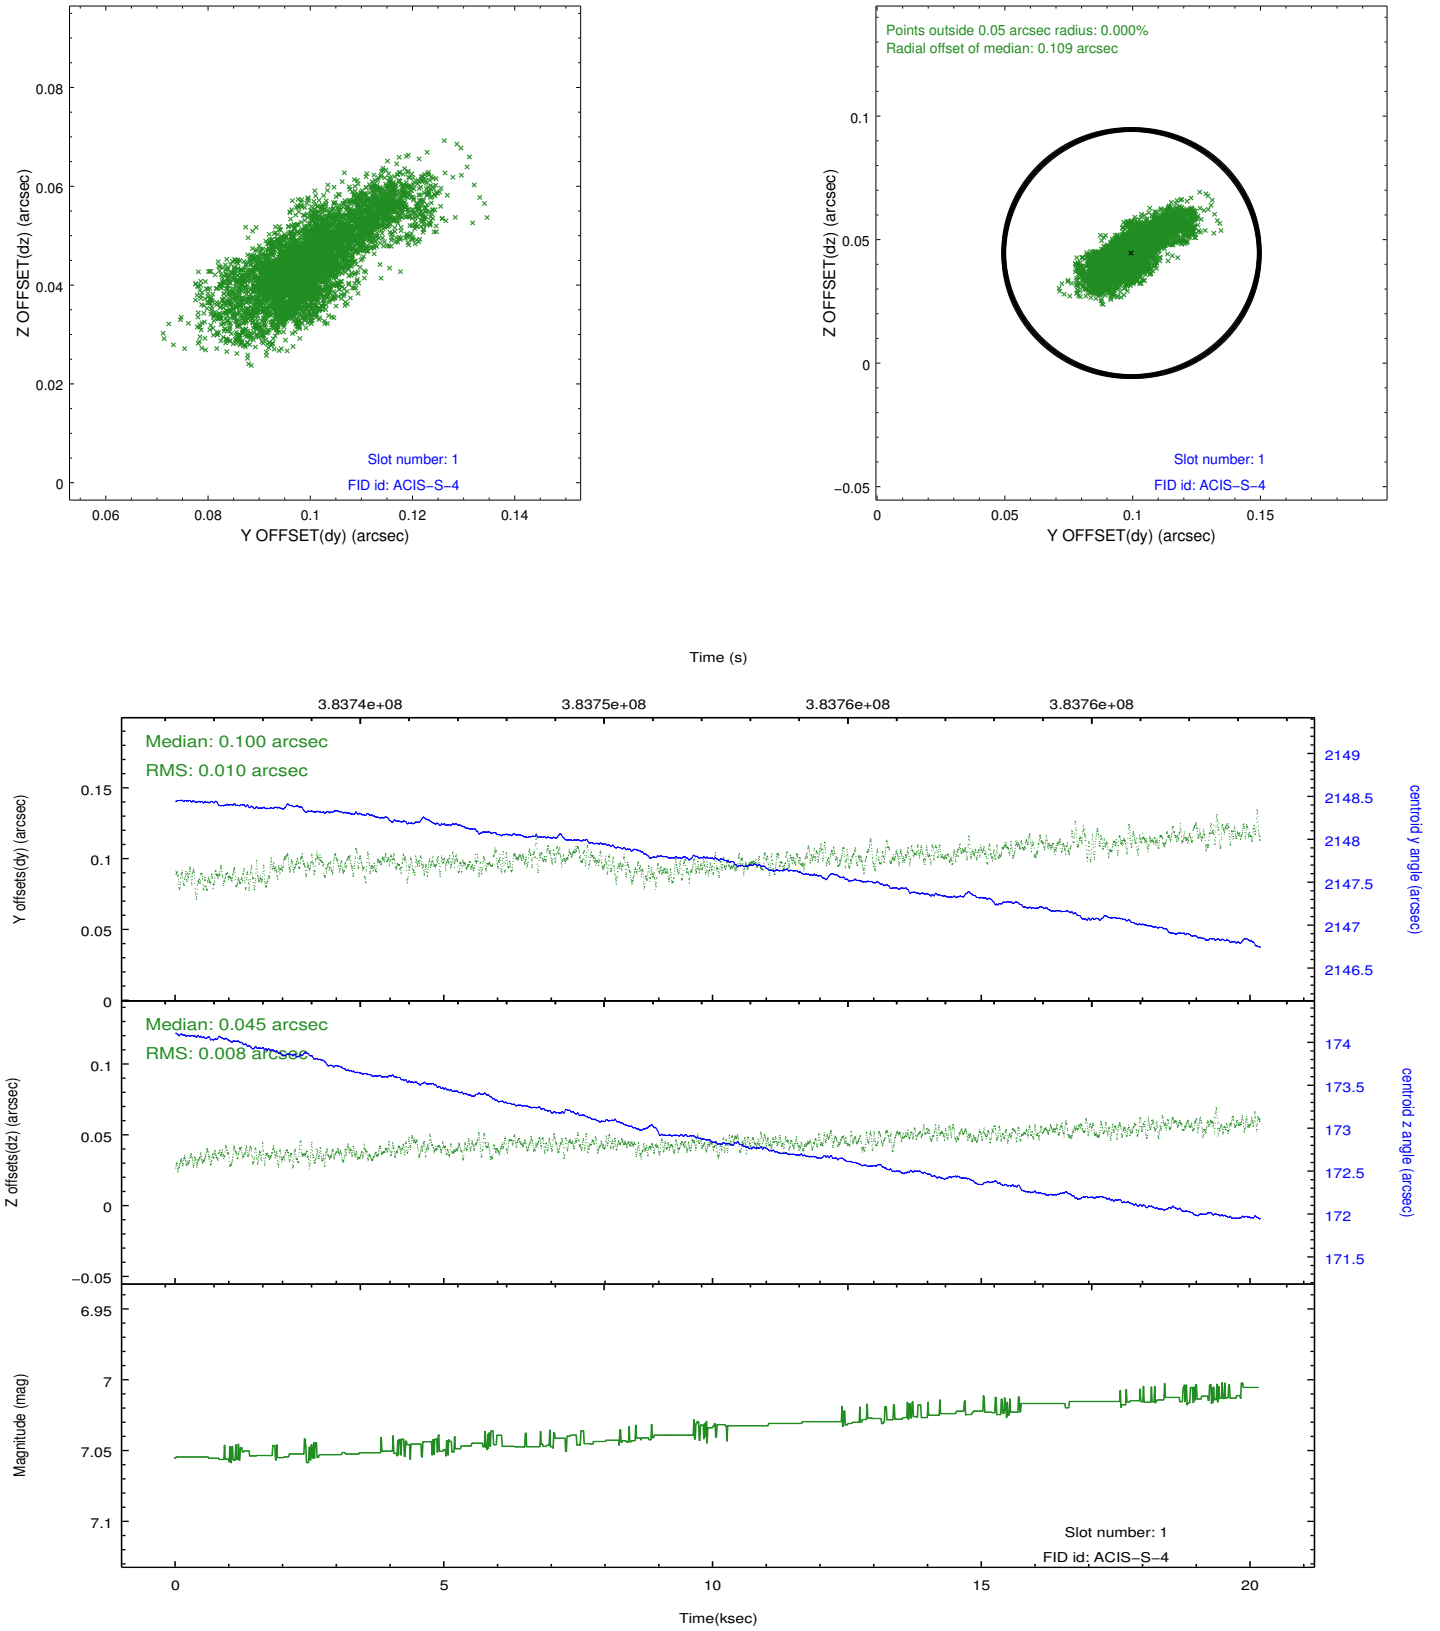 0.08
0.06
0.04
0.02
0
Z OFFSET(dz) (arcsec)
Slot number: 1
FID id: ACIS−S−4
0.06 0.08 0.1 0.12 0.14
Y OFFSET(dy) (arcsec)
Points outside 0.05 arcsec radius: 0.000%
Radial offset of median: 0.109 arcsec
0.1
0.05
0
−0.05
Z OFFSET(dz) (arcsec)
Slot number: 1
FID id: ACIS−S−4
0 0.05 0.1 0.15
Y OFFSET(dy) (arcsec)
Time (s)
3.8374e+08 3.8375e+08 3.8376e+08 3.8376e+08
Median: 0.100 arcsec
RMS: 0.010 arcsec
0.15
0.1
0.05
0
Y offsets(dy) (arcsec)
2149
2148.5
2148
2147.5
2147
2146.5
centroid y angle (arcsec)
Median: 0.045 arcsec
RMS: 0.008 arcsec
0.1
0.05
0
−0.05
Z offsets(dz) (arcsec)
174
173.5
173
172.5
172
171.5
centroid z angle (arcsec)
6.95
7
7.05
7.1
Magnitude (mag)
Slot number: 1
FID id: ACIS−S−4
0 5 10 15 20
Time(ksec)